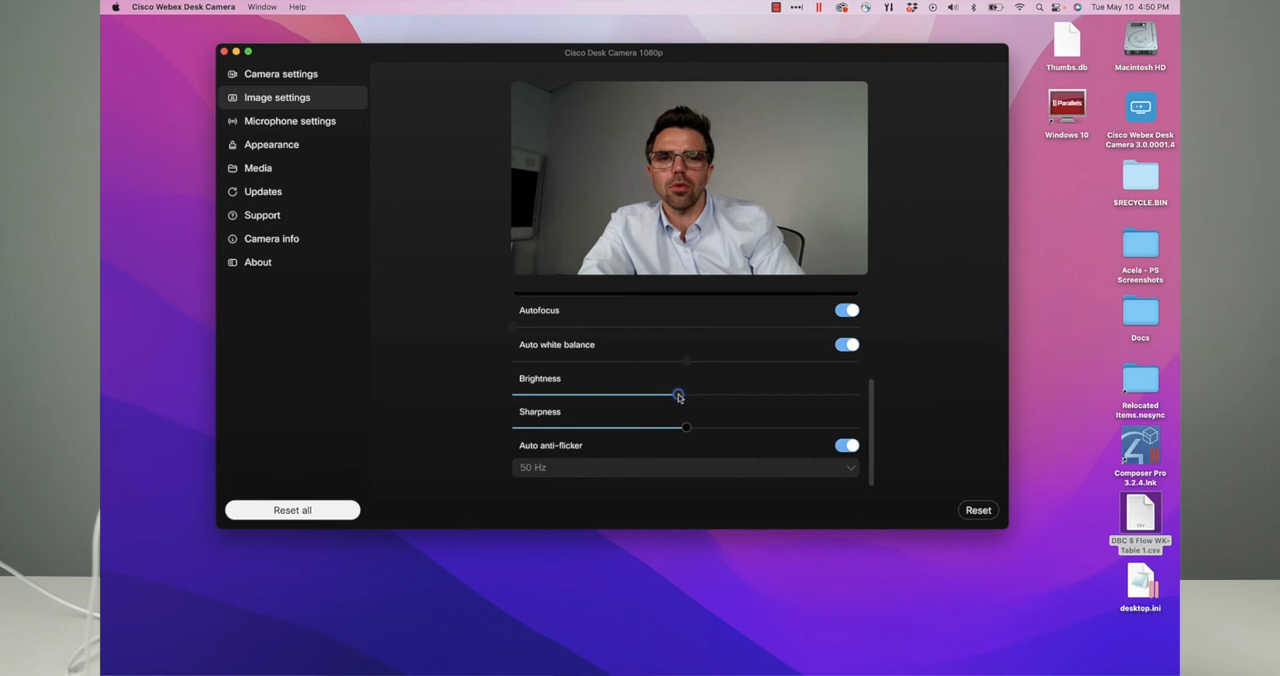 Cisco Webex Desk Camera Window Help
Tue May 10 4:50 PM
Cisco Desk Camera 1080p
Camera settings
Image settings
Microphone settings
Appearance
Media
Updates
Support
Camera info
About
Reset all
Autofocus
Auto white balance
Brightness
Sharpness
Auto anti-flicker
50 Hz
Reset
Thumbs.db
Macintosh HD
Parallels
Windows 10
Cisco Webex Desk
Camera 3.0.0001.4
$RECYCLE.BIN
Acela - PS
Screenshots
Docs
Relocated
Items.nosync
Composer Pro
3.2.4.lnk
CSV
DBC $ Flow WK-
Table 1.csv
desktop.ini